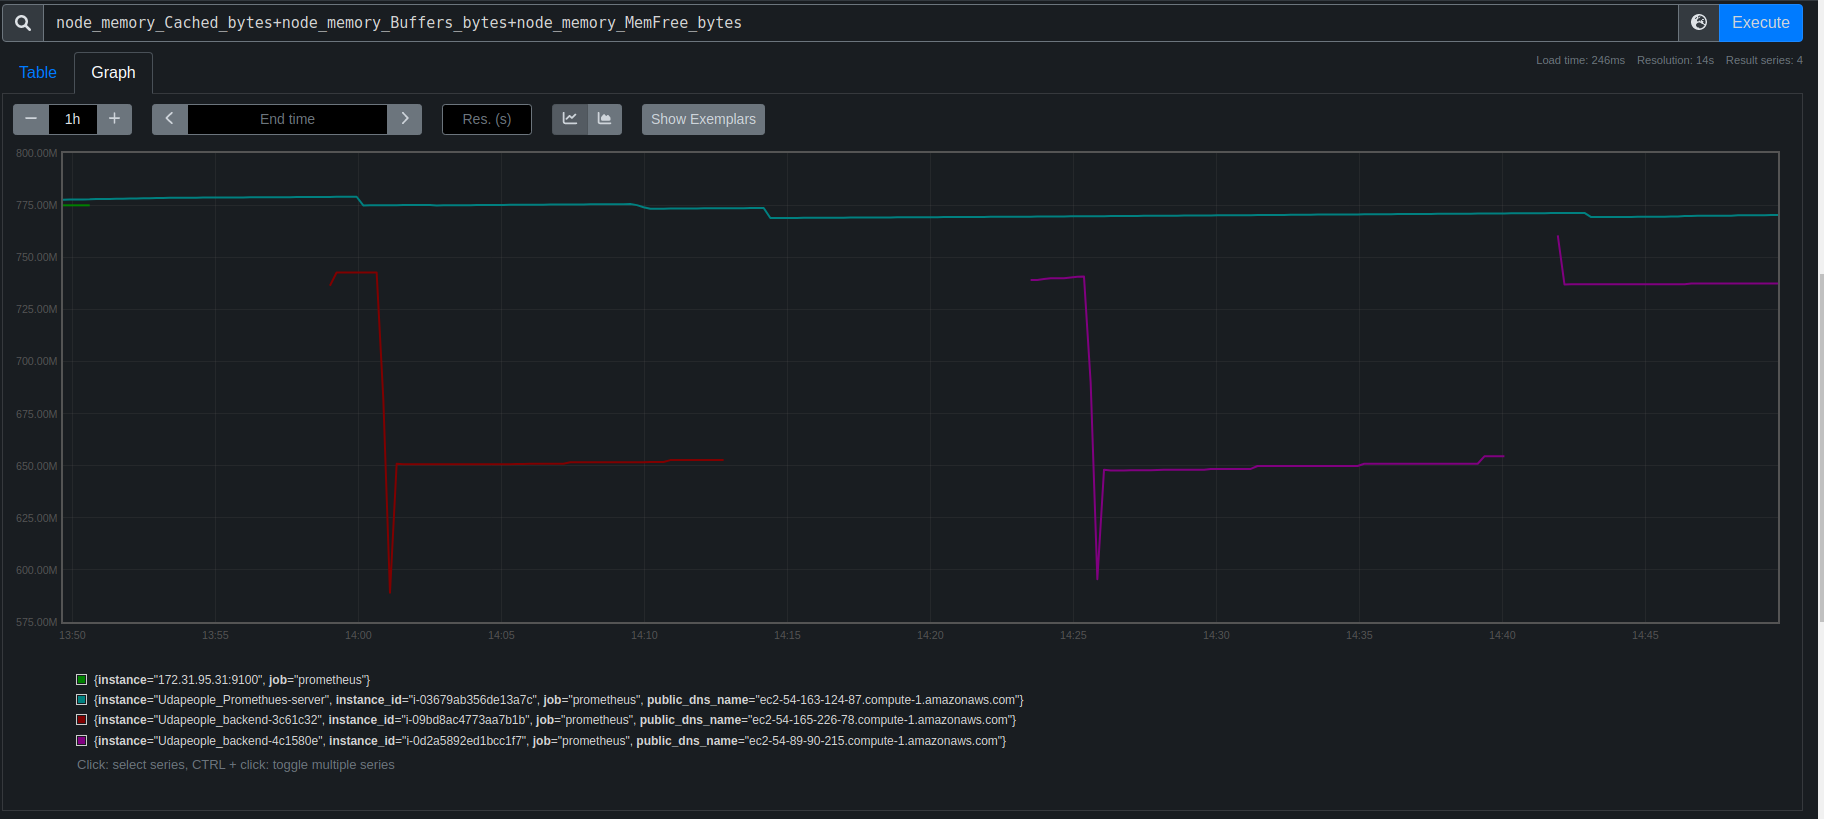 node_memory_Cached_bytes+node_memory_Buffers_bytes+node_memory_MemFree_bytes Execute
Table Graph Load time: 246ms Resolution: 14s Result series: 4
− 1h + End time Res. (s) Show Exemplars
800.00M
775.00M
750.00M
725.00M
700.00M
675.00M
650.00M
625.00M
600.00M
575.00M
13:50 13:55 14:00 14:05 14:10 14:15 14:20 14:25 14:30 14:35 14:40 14:45
{instance="172.31.95.31:9100", job="prometheus"}
{instance="Udapeople_Promethues-server", instance_id="i-03679ab356de13a7c", job="prometheus", public_dns_name="ec2-54-163-124-87.compute-1.amazonaws.com"}
{instance="Udapeople_backend-3c61c32", instance_id="i-09bd8ac4773aa7b1b", job="prometheus", public_dns_name="ec2-54-165-226-78.compute-1.amazonaws.com"}
{instance="Udapeople_backend-4c1580e", instance_id="i-0d2a5892ed1bcc1f7", job="prometheus", public_dns_name="ec2-54-89-90-215.compute-1.amazonaws.com"}
Click: select series, CTRL + click: toggle multiple series